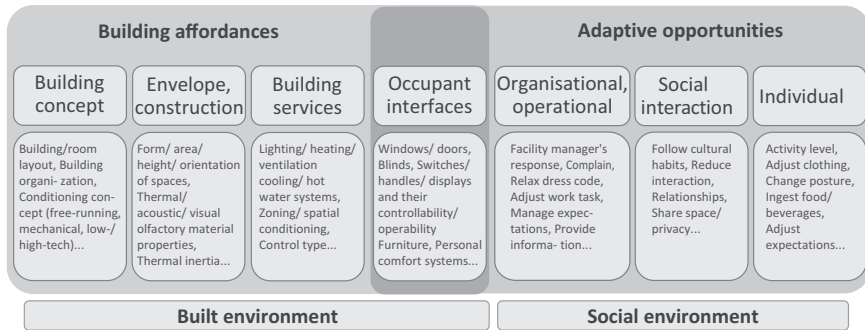 Building affordances
Adaptive opportunities
Building
concept
Envelope,
construction
Building
services
Occupant
interfaces
Organisational,
operational
Social
interaction
Individual
Building/room
layout, Building
organi- zation,
Conditioning con-
cept (free-running,
mechanical, low-/
high-tech)...
Form/ area/
height/ orientation
of spaces,
Thermal/
acoustic/ visual
olfactory material
properties,
Thermal inertia...
Lighting/ heating/
ventilation
cooling/ hot
water systems,
Zoning/ spatial
conditioning,
Control type...
Windows/ doors,
Blinds, Switches/
handles/ displays
and their
controllability/
operability
Furniture, Personal
comfort systems...
Facility manager's
response, Complain,
Relax dress code,
Adjust work task,
Manage expec-
tations, Provide
informa- tion...
Follow cultural
habits, Reduce
interaction,
Relationships,
Share space/
privacy...
Activity level,
Adjust clothing,
Change posture,
Ingest food/
beverages,
Adjust
expectations...
Built environment
Social environment